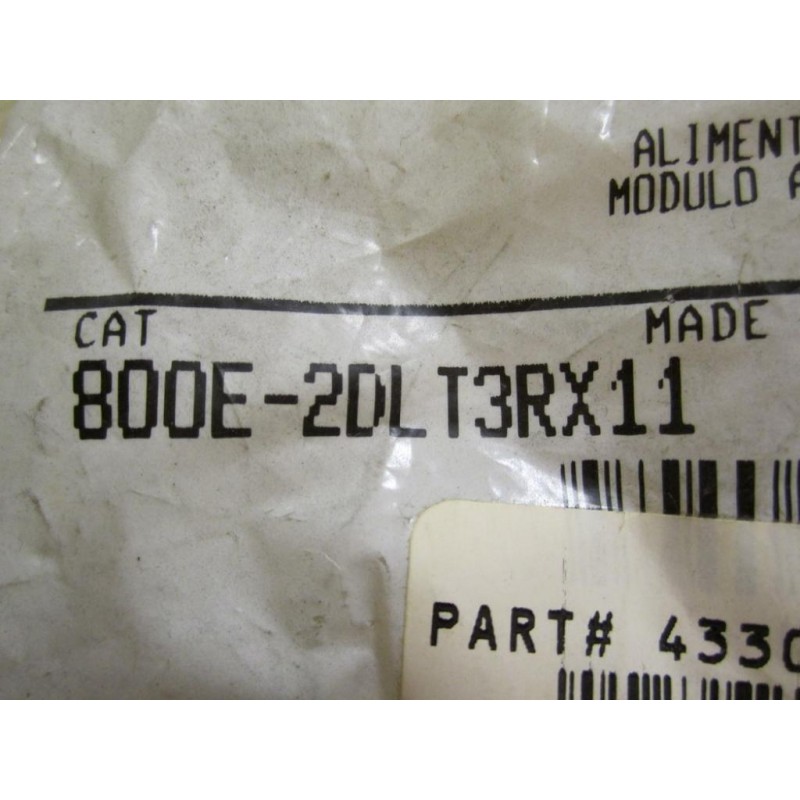 ALIMENT
MODULO A
CAT
MADE
800E-2DLT3RX11
PART# 4330